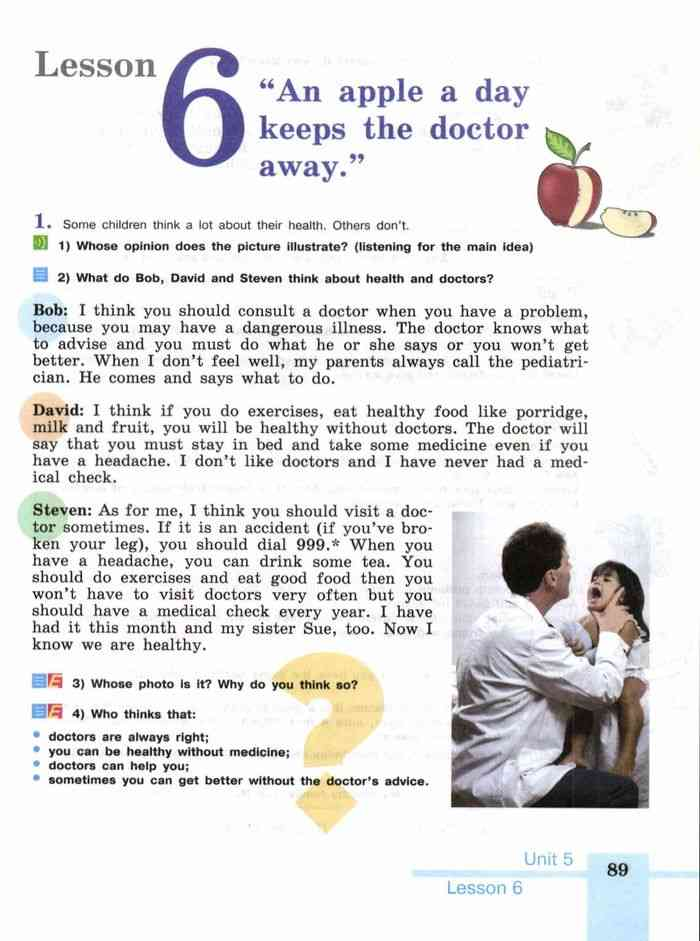 Lesson
6
“An apple a day
keeps the doctor
away.”
1. Some children think a lot about their health. Others don't.
1) Whose opinion does the picture illustrate? (listening for the main idea)
2) What do Bob, David and Steven think about health and doctors?
Bob: I think you should consult a doctor when you have a problem,
because you may have a dangerous illness. The doctor knows what
to advise and you must do what he or she says or you won't get
better. When I don't feel well, my parents always call the pediatri-
cian. He comes and says what to do.
David: I think if you do exercises, eat healthy food like porridge,
milk and fruit, you will be healthy without doctors. The doctor will
say that you must stay in bed and take some medicine even if you
have a headache. I don't like doctors and I have never had a med-
ical check.
Steven: As for me, I think you should visit a doc-
tor sometimes. If it is an accident (if you've bro-
ken your leg), you should dial 999.* When you
have a headache, you can drink some tea. You
should do exercises and eat good food then you
won't have to visit doctors very often but you
should have a medical check every year. I have
had it this month and my sister Sue, too. Now I
know we are healthy.
3) Whose photo is it? Why do you think so?
4) Who thinks that:
• doctors are always right;
• you can be healthy without medicine;
• doctors can help you;
• sometimes you can get better without the doctor's advice.
?
Unit 5
Lesson 6
89